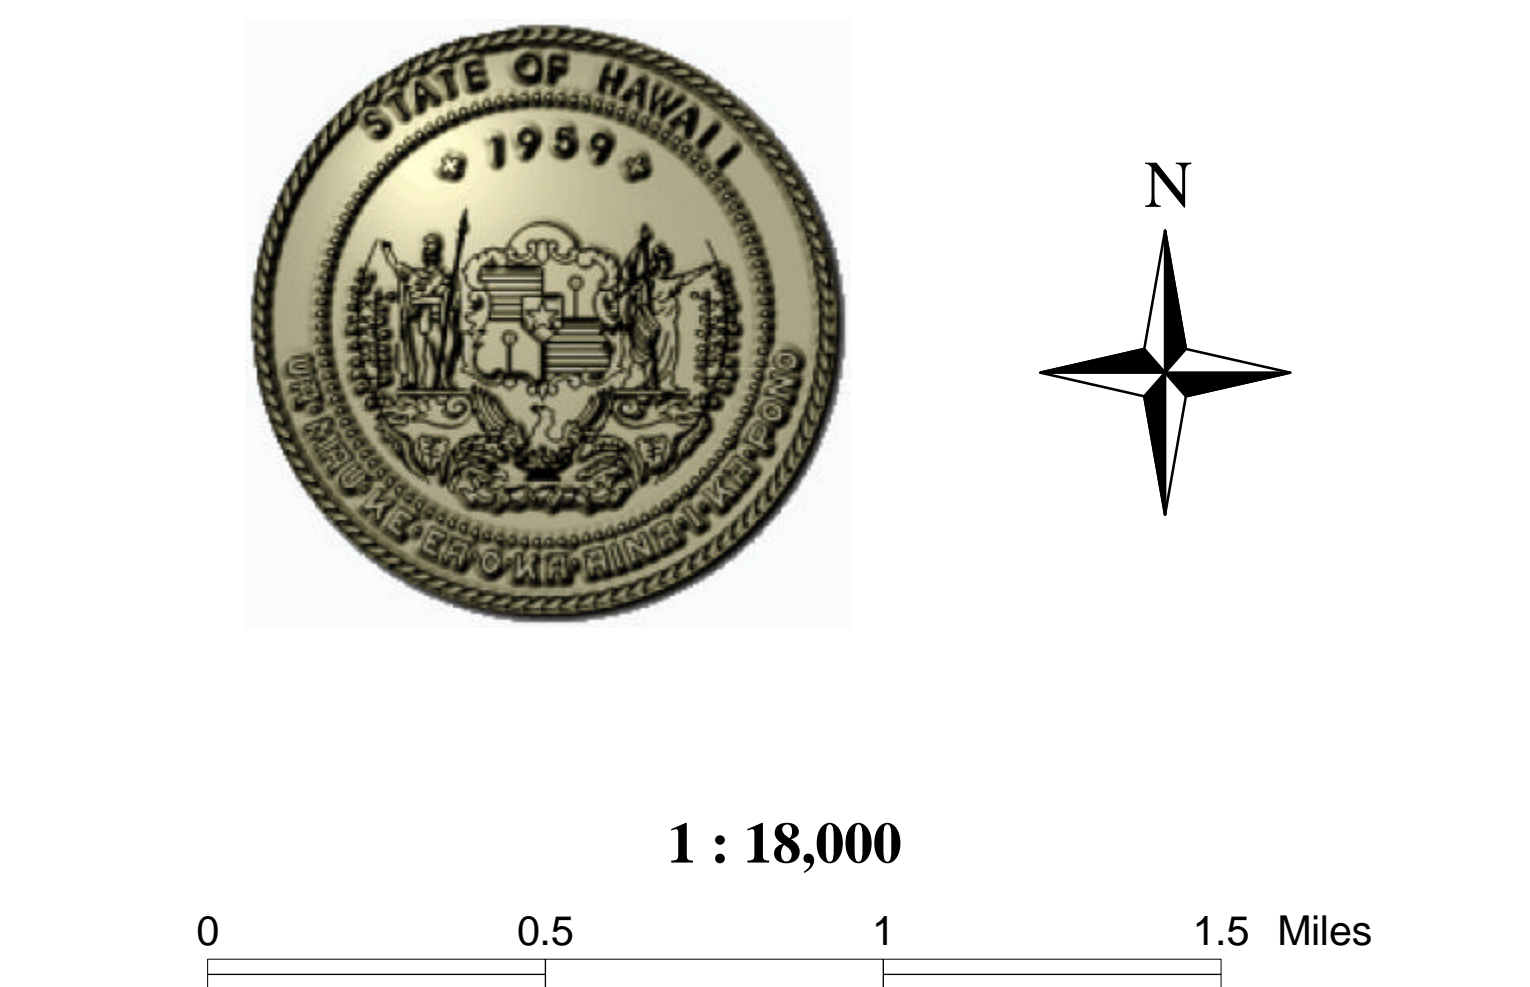 STATE OF HAWAII
1959
UA·MAU·KE·EA·O·KA·AINA·I·KA·PONO
N
1 : 18,000
0 0.5 1 1.5 Miles